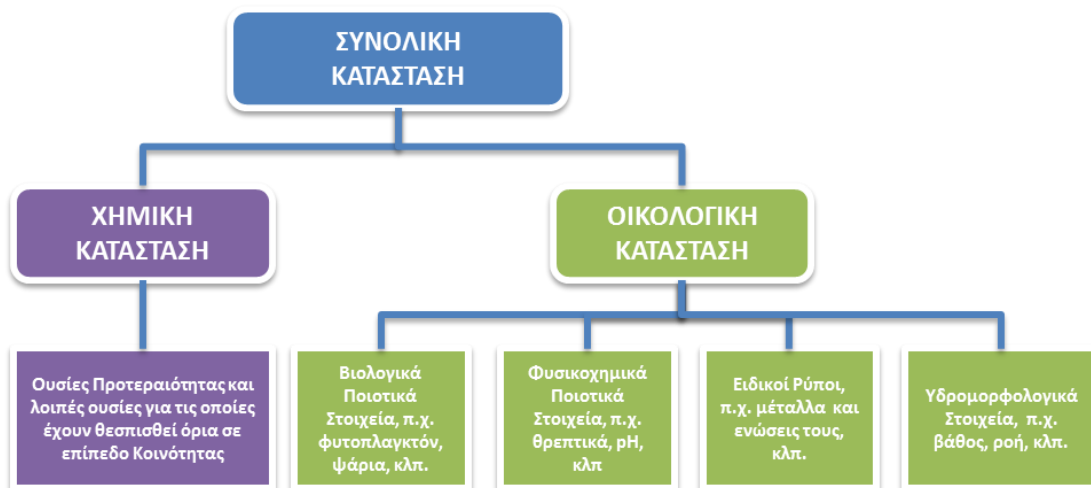 ΣΥΝΟΛΙΚΗ
ΚΑΤΑΣΤΑΣΗ
ΧΗΜΙΚΗ
ΚΑΤΑΣΤΑΣΗ
ΟΙΚΟΛΟΓΙΚΗ
ΚΑΤΑΣΤΑΣΗ
Ουσίες Προτεραιότητας και
λοιπές ουσίες για τις οποίες
έχουν θεσπισθεί όρια σε
επίπεδο Κοινότητας
Βιολογικά
Ποιοτικά
Στοιχεία, π.χ.
φυτοπλαγκτόν,
ψάρια, κλπ.
Φυσικοχημικά
Ποιοτικά
Στοιχεία, π.χ.
θρεπτικά, pH,
κλπ
Ειδικοί Ρύποι,
π.χ. μέταλλα και
ενώσεις τους,
κλπ.
Υδρομορφολογικά
Στοιχεία, π.χ.
βάθος, ροή, κλπ.